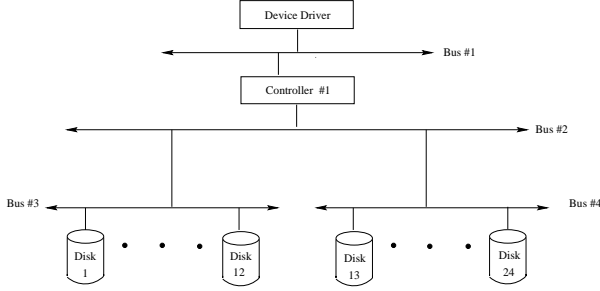 Device Driver
Bus #1
Controller #1
Bus #2
Bus #3
Bus #4
Disk
1
Disk
12
Disk
13
Disk
24